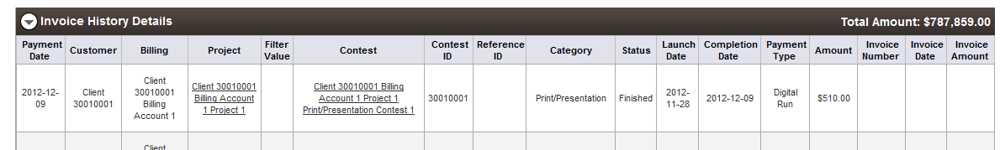 Invoice History Details
Total Amount: $787,859.00
Payment Date
Customer
Billing
Project
Filter Value
Contest
Contest ID
Reference ID
Category
Status
Launch Date
Completion Date
Payment Type
Amount
Invoice Number
Invoice Date
Invoice Amount
2012-12-
09
Client
30010001
Client
30010001
Billing
Account 1
Client 30010001
Billing Account
1 Project 1
Client 30010001 Billing
Account 1 Project 1
Print/Presentation Contest 1
30010001
Print/Presentation
Finished
2012-
11-28
2012-12-09
Digital
Run
$510.00
Client